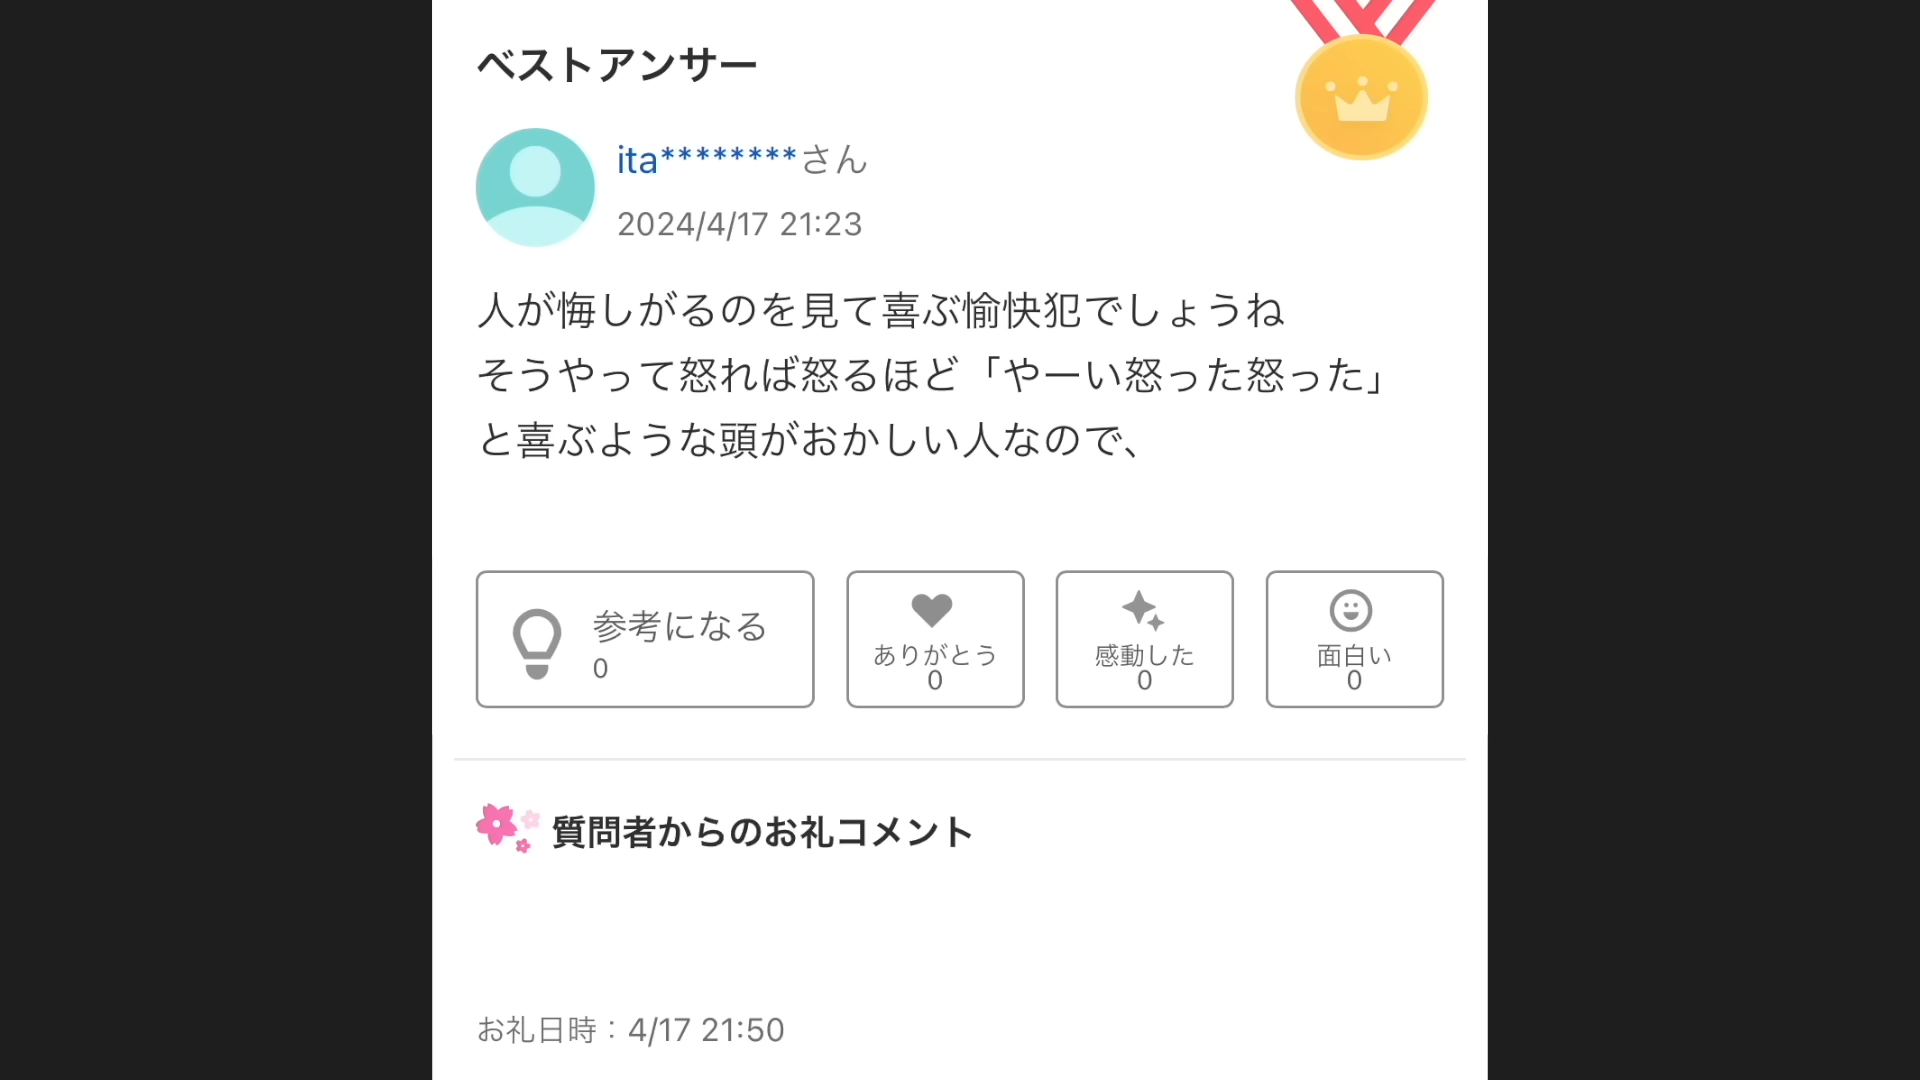 ベストアンサー
ita********さん
2024/4/17 21:23
人が悔しがるのを見て喜ぶ愉快犯でしょうね
そうやって怒れば怒るほど「やーい怒った怒った」
と喜ぶような頭がおかしい人なので、
参考になる
0
ありがとう
0
感動した
0
面白い
0
質問者からのお礼コメント
お礼日時：4/17 21:50